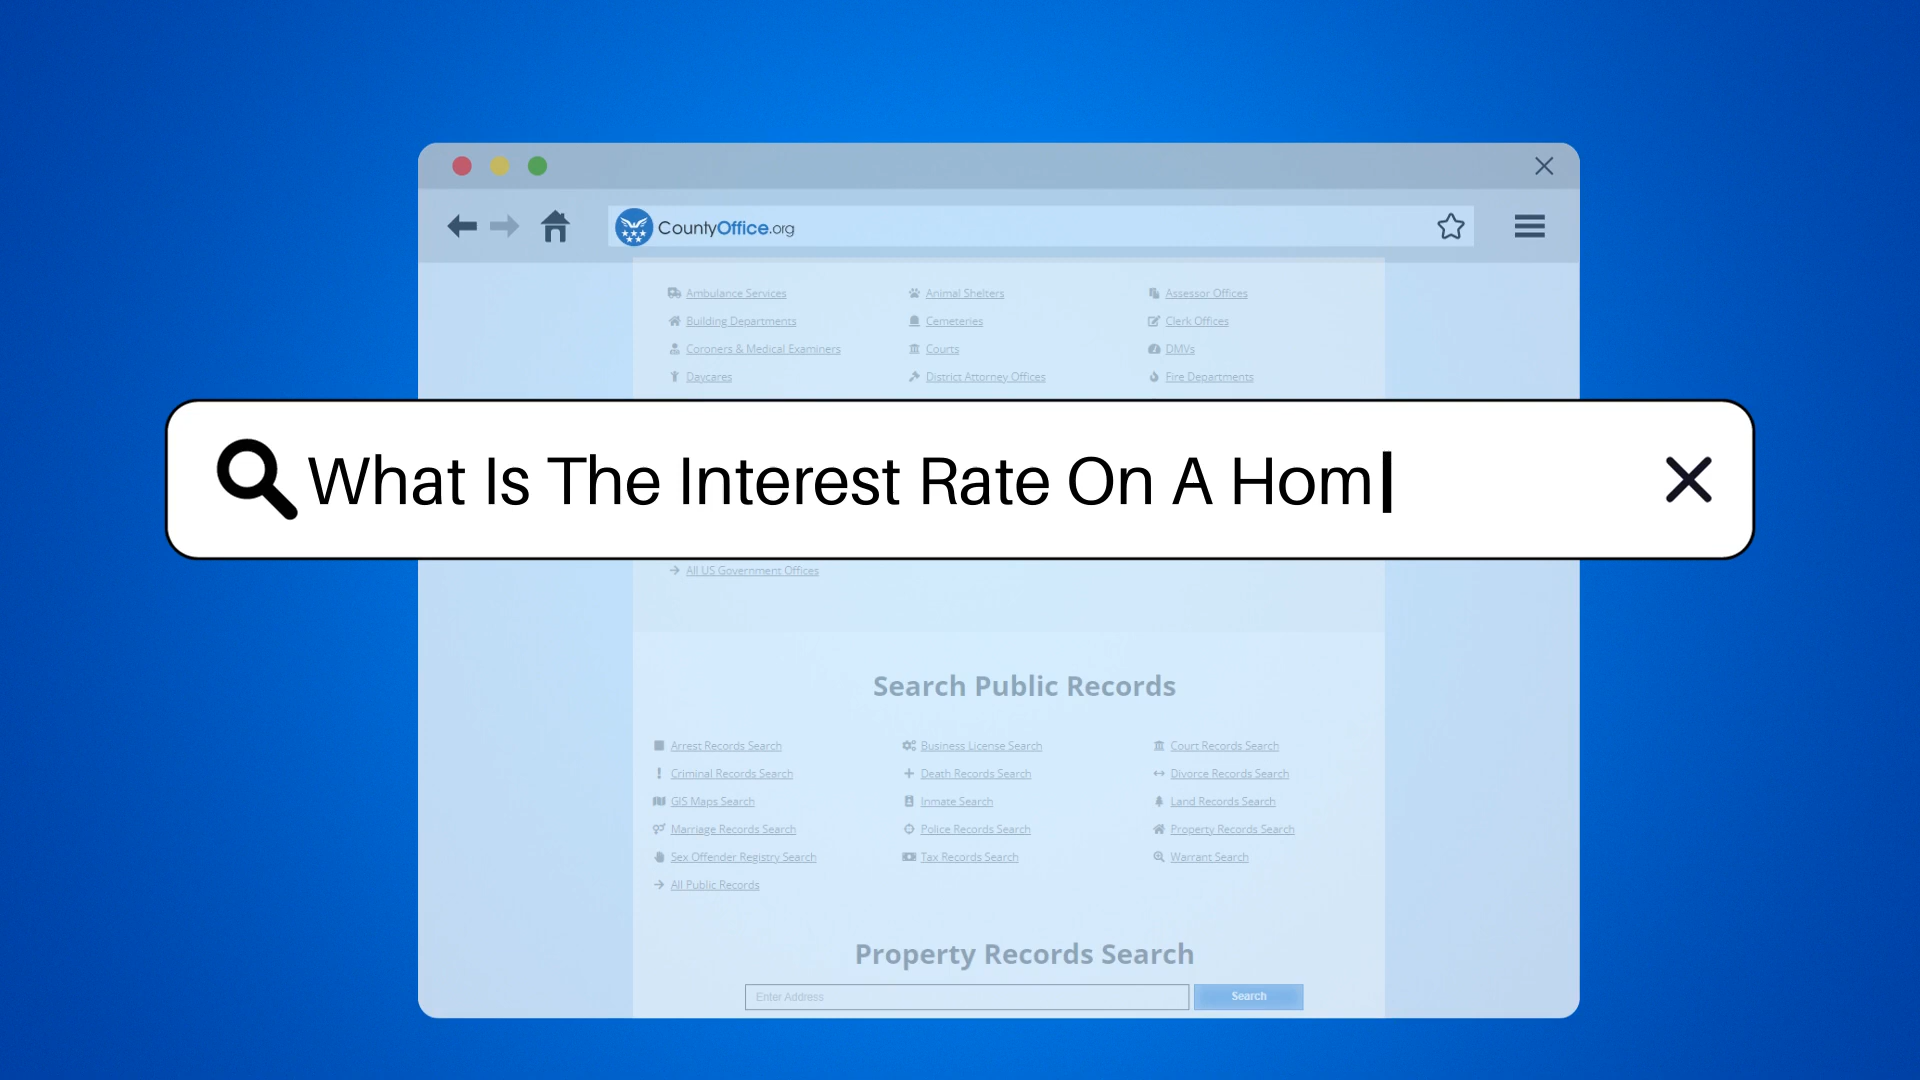 CountyOffice.org
Ambulance Services Animal Shelters Assessor Offices
Building Departments Cemeteries Clerk Offices
Coroners & Medical Examiners Courts DMVs
Daycares District Attorney Offices Fire Departments
What Is The Interest Rate On A Hom
All US Government Offices
Search Public Records
Arrest Records Search Business License Search Court Records Search
Criminal Records Search Death Records Search Divorce Records Search
GIS Maps Search Inmate Search Land Records Search
Marriage Records Search Police Records Search Property Records Search
Sex Offender Registry Search Tax Records Search Warrant Search
All Public Records
Property Records Search
Enter Address Search